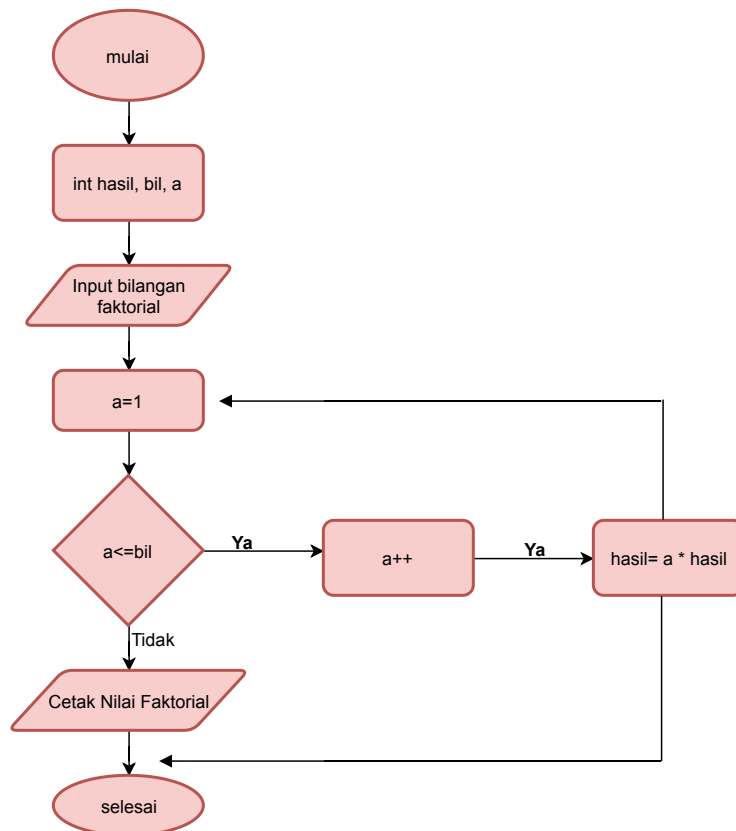 mulai
int hasil, bil, a
Input bilangan
faktorial
a=1
a<=bil
Ya
a++
Ya
hasil= a * hasil
Tidak
Cetak Nilai Faktorial
selesai